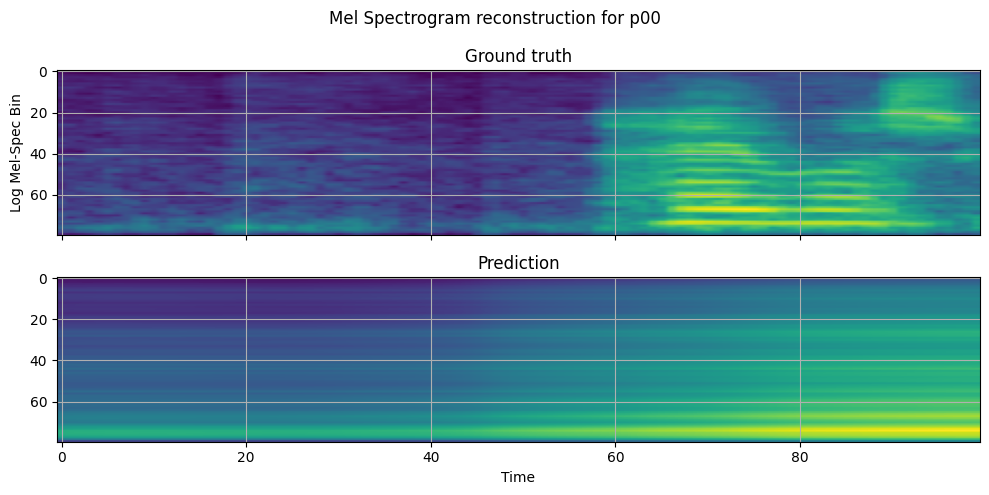 Mel Spectrogram reconstruction for p00
Ground truth
Log Mel-Spec Bin
0
20
40
60
Prediction
0
20
40
60
0 20 40 60 80
Time